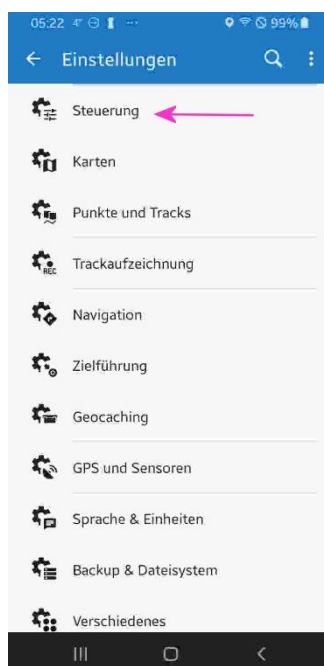 05:22 99%
Einstellungen
Steuerung
Karten
Punkte und Tracks
REC Trackaufzeichnung
Navigation
Zielführung
Geocaching
GPS und Sensoren
Sprache & Einheiten
Backup & Dateisystem
Verschiedenes